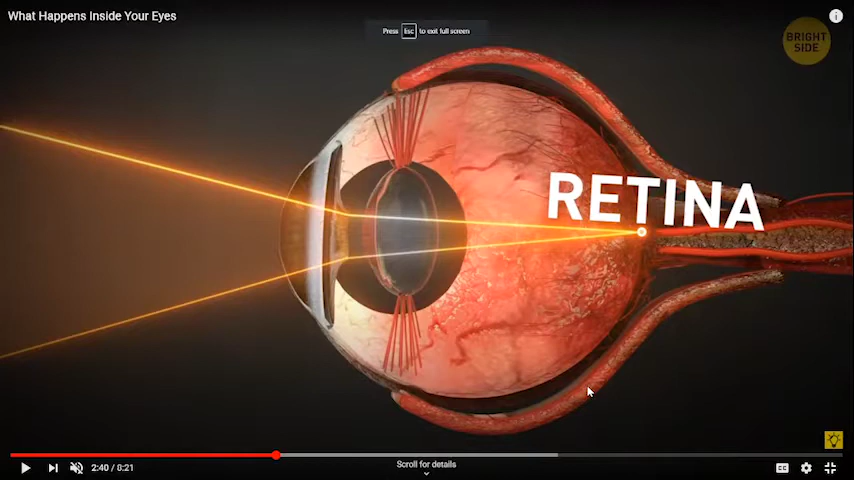 What Happens Inside Your Eyes
Press Esc to exit full screen
BRIGHT
SIDE
RETINA
2:40 / 0:21
Scroll for details
CC